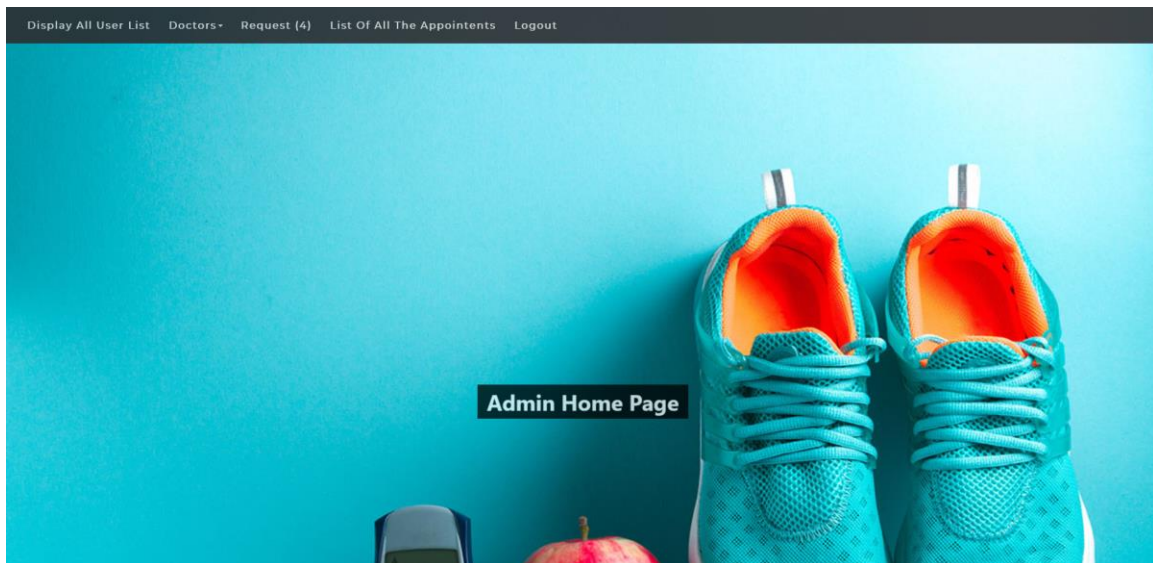 Display All User List Doctors Request (4) List Of All The Appointents Logout
Admin Home Page